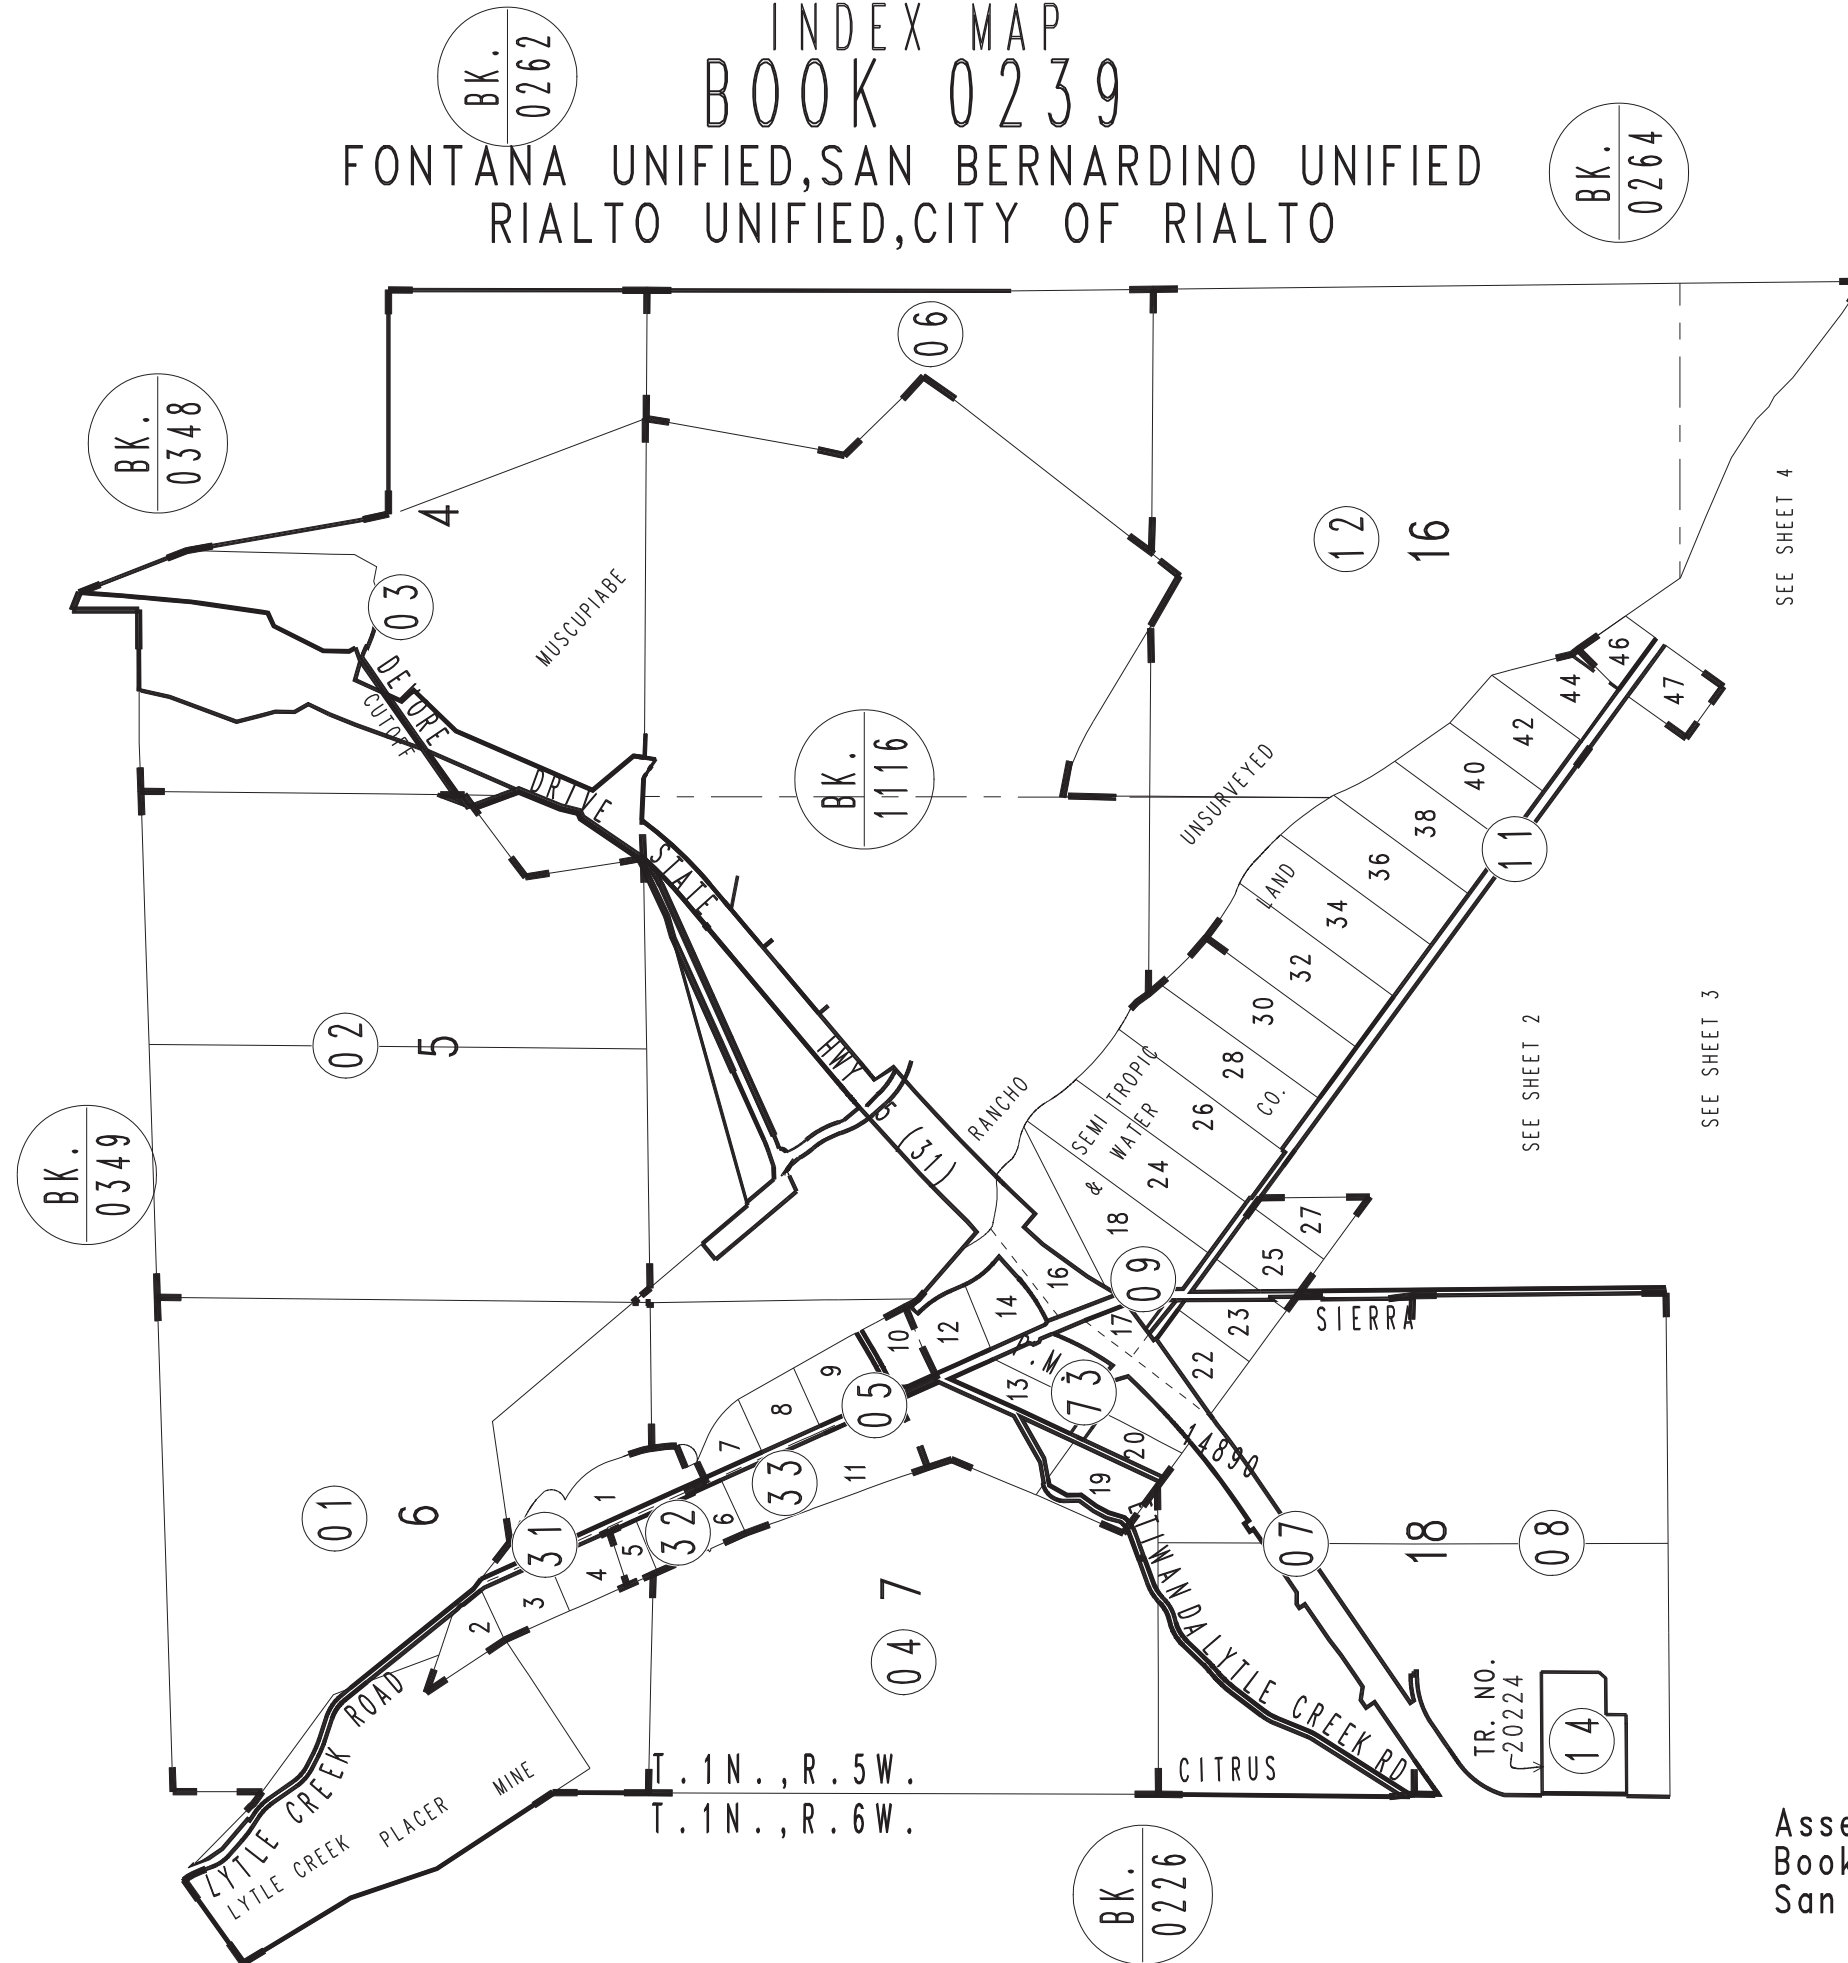 INDEX MAP
BOOK 0239
FONTANA UNIFIED,SAN BERNARDINO UNIFIED
RIALTO UNIFIED,CITY OF RIALTO
BK.
0262
BK.
0264
BK.
0348
BK.
0349
BK.
1116
BK.
0226
06
03
4
MUSCUPIABE
12
16
SEE SHEET 4
DEVORE
CUTOFF
DRIVE
STATE
HWY
(31)
02
5
UNSURVEYED
46
47
44
42
40
38
11
36
LAND
34
32
30
28
CO.
26
SEMI TROPIC
WATER
24
&
18
RANCHO
SEE SHEET 2
SEE SHEET 3
27
25
23
22
SIERRA
09
16
17
14
12
10
9
8
7
05
13
73
20
19
14890
11
33
32
6
5
4
3
2
1
31
01
6
7
04
07
18
08
ETIWANDA
LYTLE CREEK RD
CITRUS
TR. NO.
20224
14
LYTLE CREEK ROAD
LYTLE CREEK PLACER MINE
T.1N.,R.5W.
T.1N.,R.6W.
San